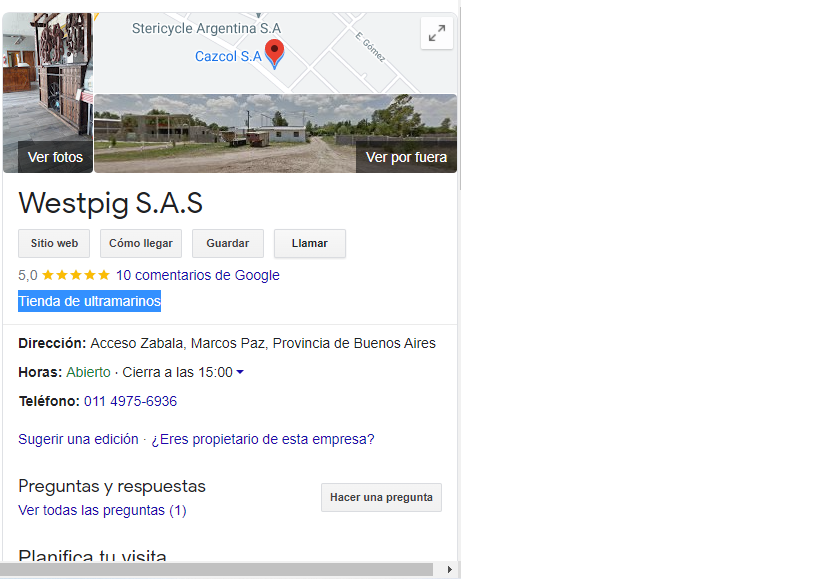 Stericycle Argentina S.A
Cazcol S.A
E. Gómez
Ver fotos
Ver por fuera
Westpig S.A.S
Sitio web
Cómo llegar
Guardar
Llamar
5,0 10 comentarios de Google
Tienda de ultramarinos
Dirección: Acceso Zabala, Marcos Paz, Provincia de Buenos Aires
Horas: Abierto · Cierra a las 15:00
Teléfono: 011 4975-6936
Sugerir una edición · ¿Eres propietario de esta empresa?
Preguntas y respuestas
Ver todas las preguntas (1)
Hacer una pregunta
Planifica tu visita